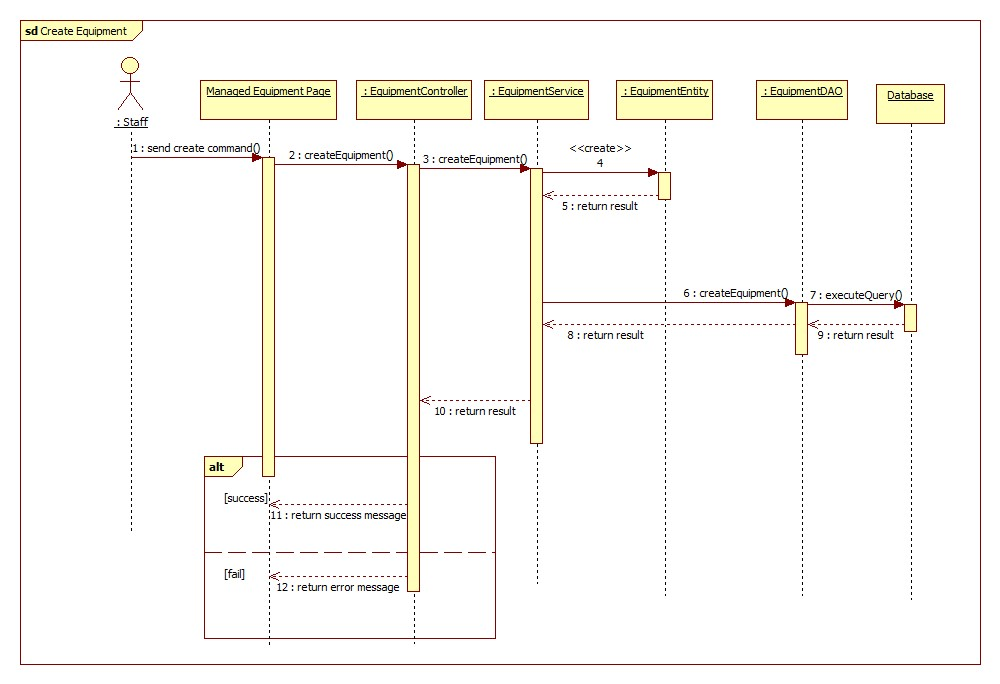 sd Create Equipment
: Staff
Managed Equipment Page
: EquipmentController
: EquipmentService
: EquipmentEntity
: EquipmentDAO
Database
1 : send create command()
2 : createEquipment()
3 : createEquipment()
<<create>>
4
5 : return result
6 : createEquipment()
7 : executeQuery()
8 : return result
9 : return result
10 : return result
alt
[success]
11 : return success message
[fail]
12 : return error message